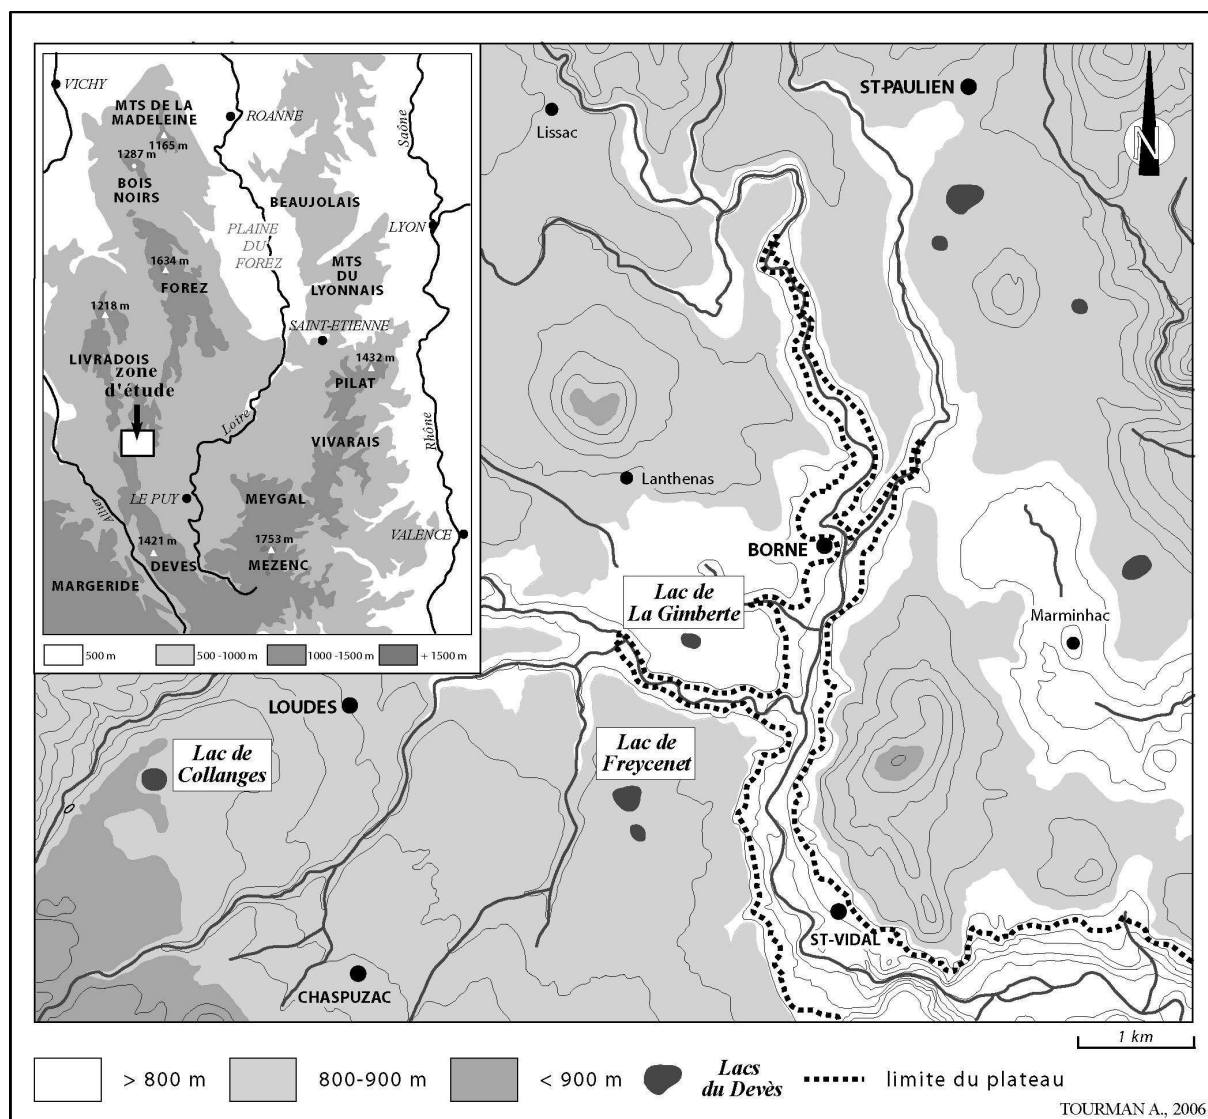 VICHY
MTS DE LA
MADELEINE
1165 m
1287 m
BOIS
NOIRS
ROANNE
Saône
BEAUJOLAIS
PLAINE
DU
FOREZ
LYON
1634 m
FOREZ
MTS
DU
LYONNAIS
1218 m
SAINT-ETIENNE
LIVRADOIS
zone
d'étude
1432 m
PILAT
Loire
Rhône
VIVARAIS
Allier
LE PUY
MEYGAL
1421 m
DEVES
1753 m
MEZENC
VALENCE
MARGERIDE
500 m
500 -1000 m
1000 -1500 m
+ 1500 m
Lissac
ST-PAULIEN
N
Lanthenas
BORNE
Lac de
La Gimberte
Marminhac
LOUDES
Lac de
Collanges
Lac de
Freycenet
ST-VIDAL
CHASPUZAC
1 km
> 800 m
800-900 m
< 900 m
Lacs
du Devès
limite du plateau
TOURMAN A., 2006